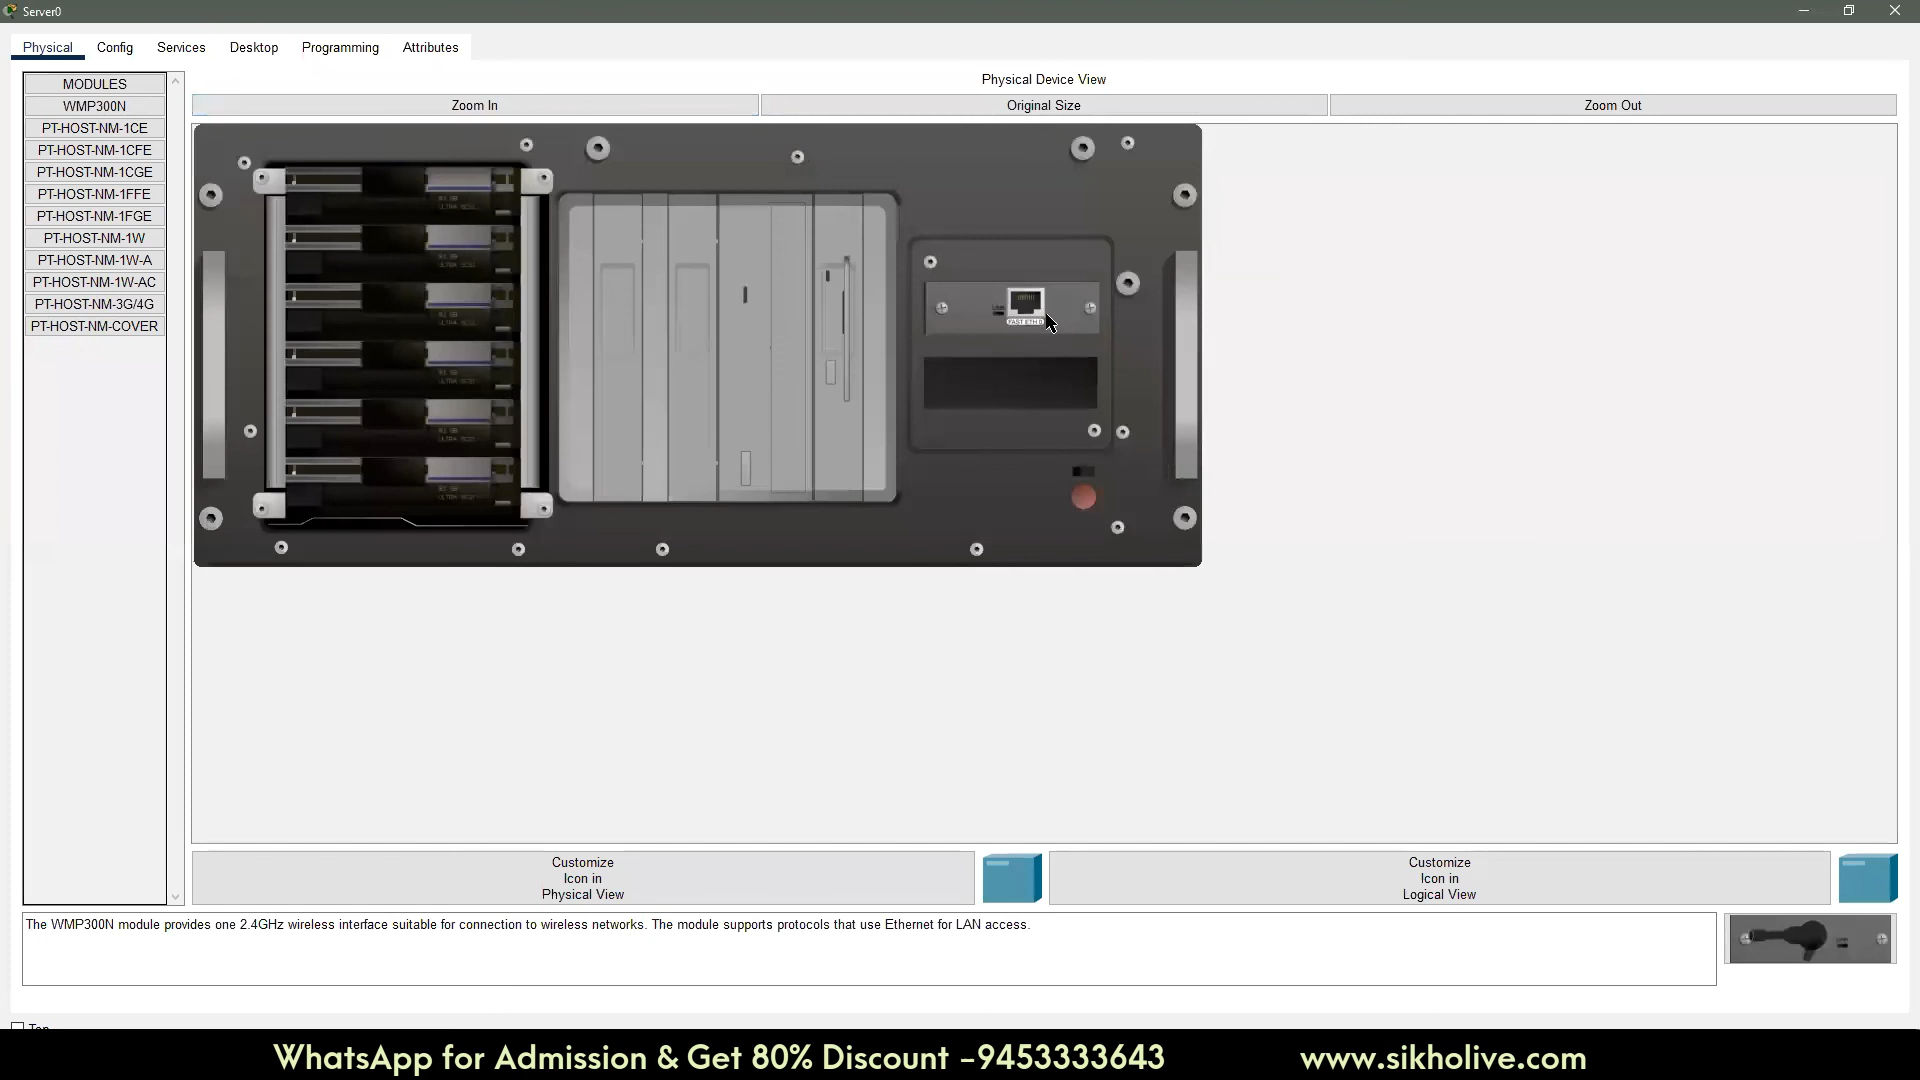 Server0
Physical
Config
Services
Desktop
Programming
Attributes
MODULES
WMP300N
PT-HOST-NM-1CE
PT-HOST-NM-1CFE
PT-HOST-NM-1CGE
PT-HOST-NM-1FFE
PT-HOST-NM-1FGE
PT-HOST-NM-1W
PT-HOST-NM-1W-A
PT-HOST-NM-1W-AC
PT-HOST-NM-3G/4G
PT-HOST-NM-COVER
Physical Device View
Zoom In
Original Size
Zoom Out
Customize
Icon in
Physical View
Customize
Icon in
Logical View
The WMP300N module provides one 2.4GHz wireless interface suitable for connection to wireless networks. The module supports protocols that use Ethernet for LAN access.
Top
WhatsApp for Admission & Get 80% Discount –9453333643
www.sikholive.com